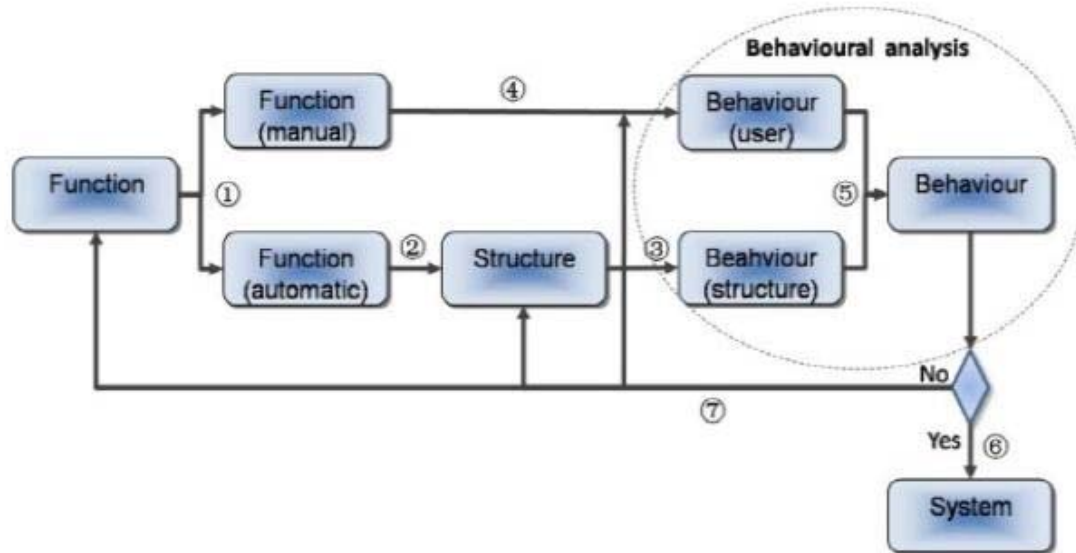 Behavioural analysis
Function
(manual)
④
Behaviour
(user)
Function
①
⑤
Behaviour
Function
(automatic)
②
Structure
③
Beahviour
(structure)
No
⑦
Yes
⑥
System